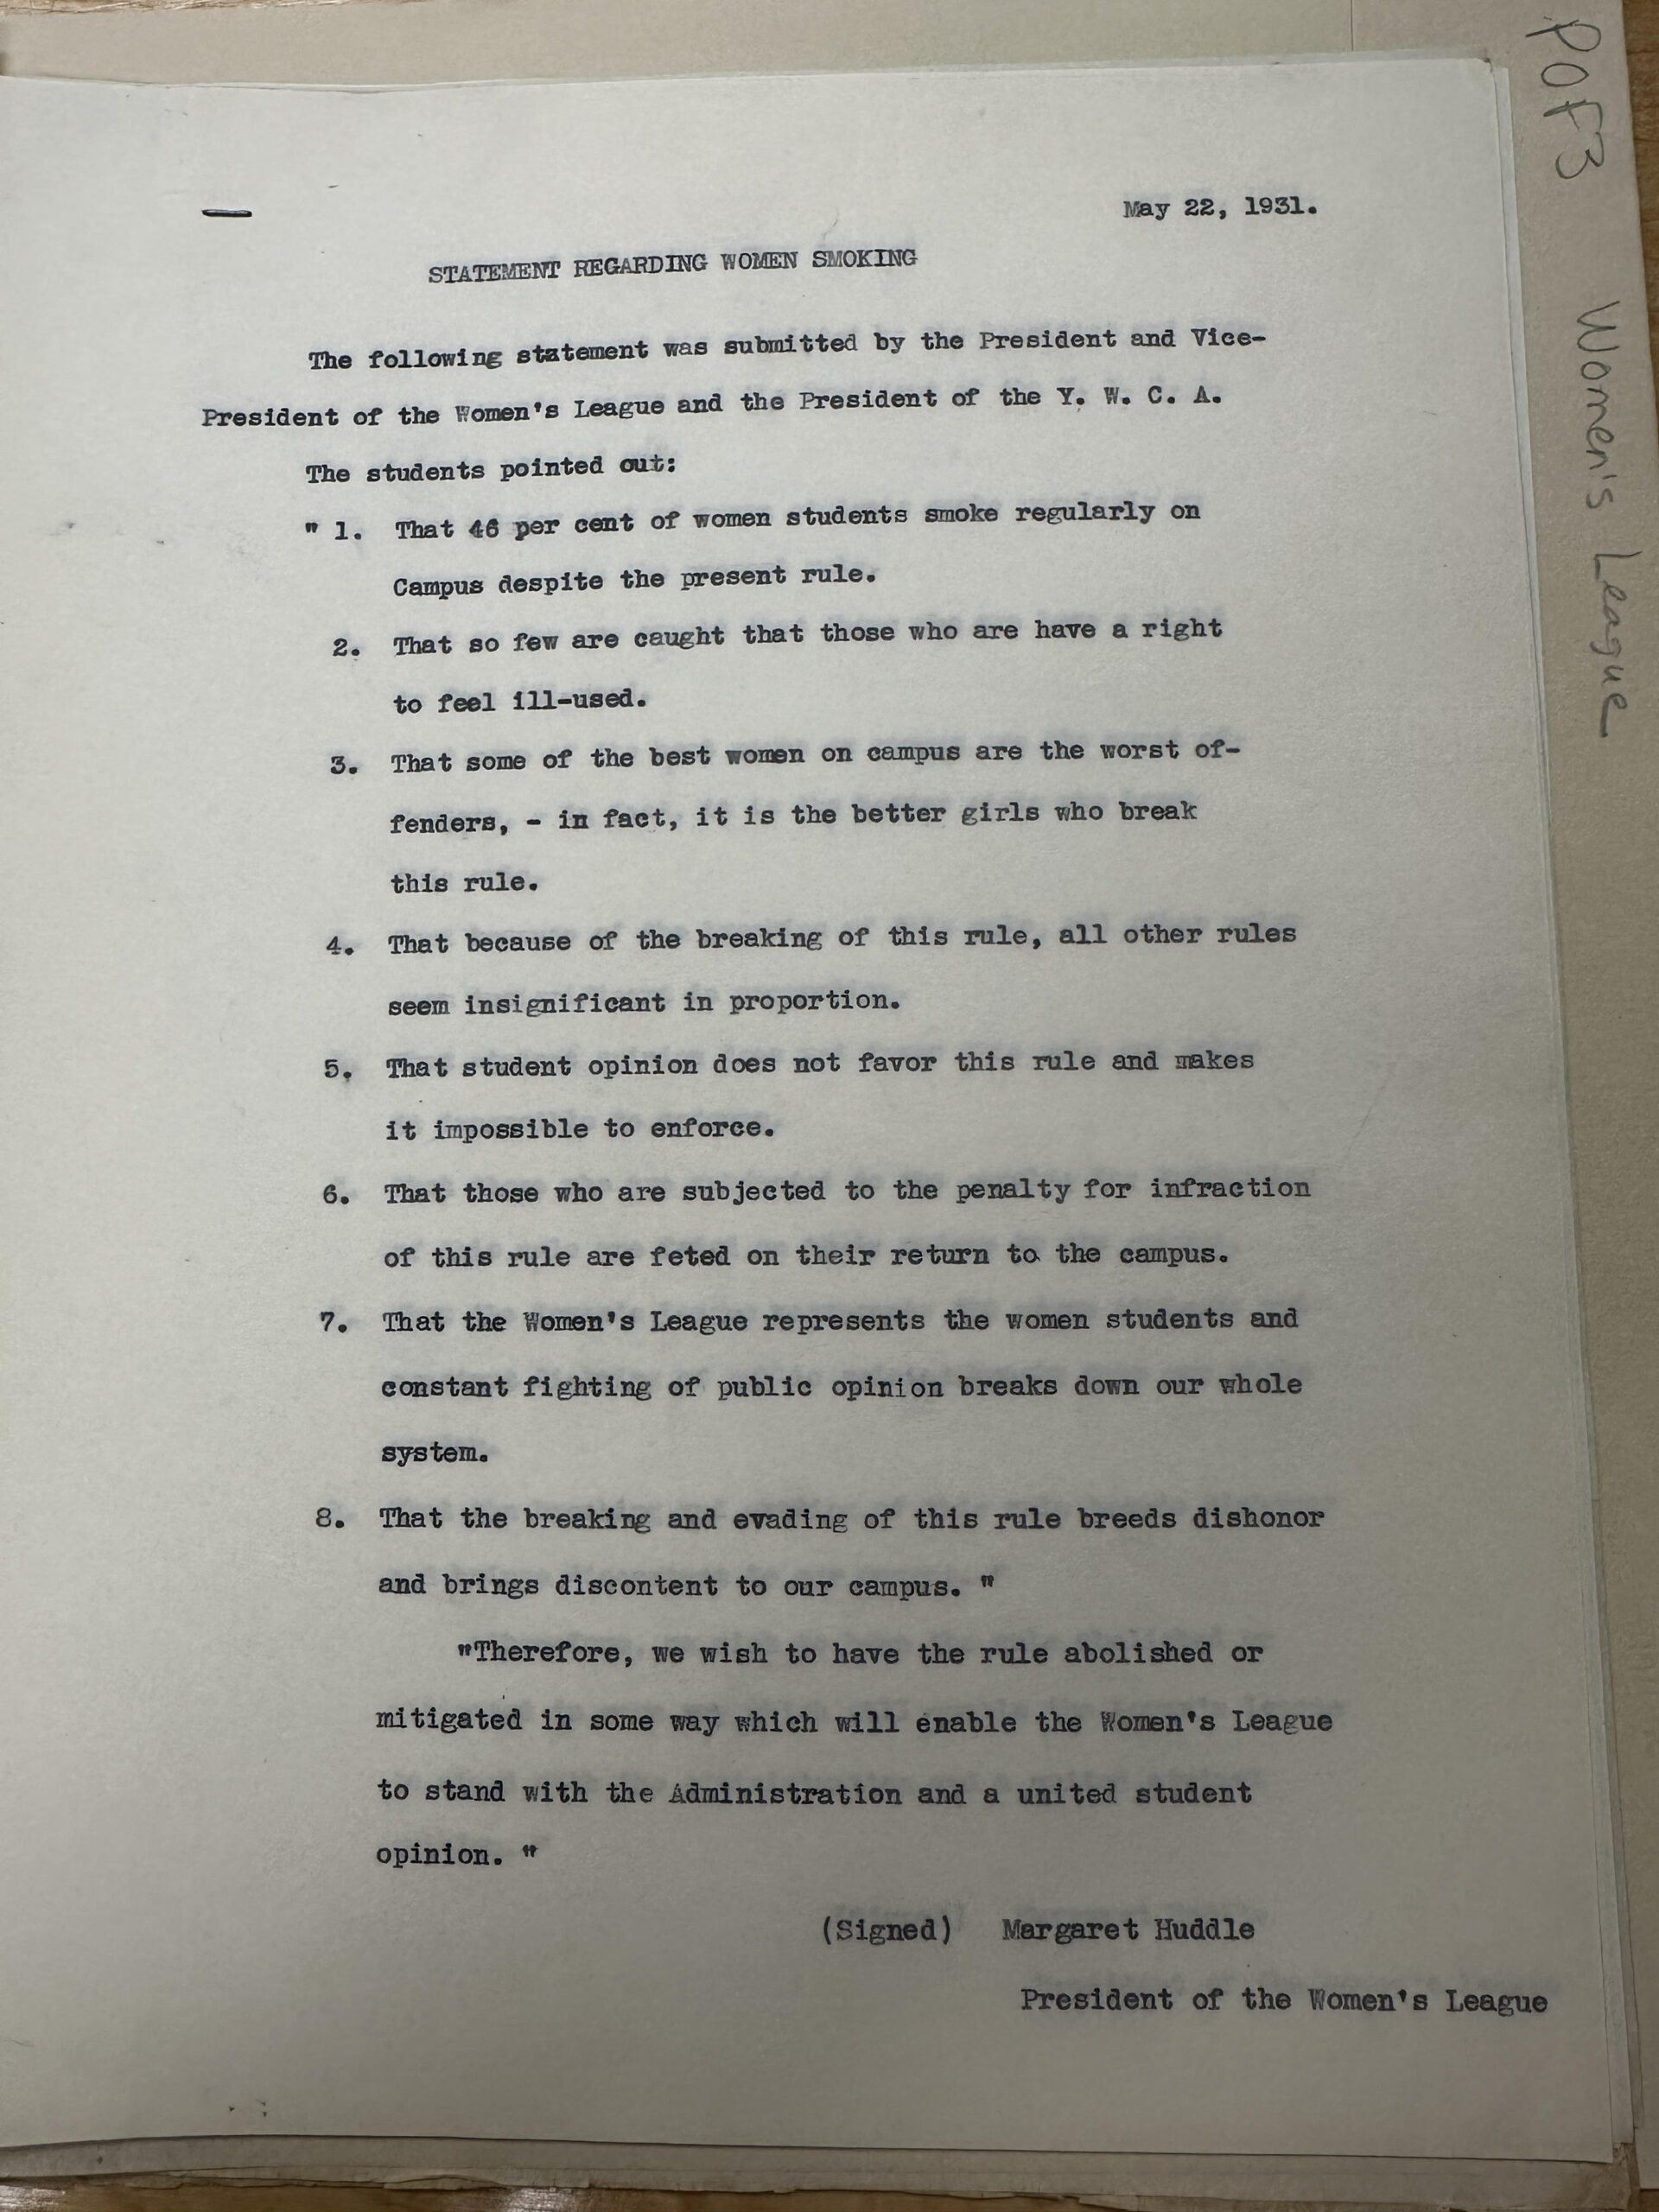 May 22, 1931.
STATEMENT REGARDING WOMEN SMOKING
The following statement was submitted by the President and Vice-
President of the Women's League and the President of the Y. W. C. A.
The students pointed out:
" 1. That 46 per cent of women students smoke regularly on
Campus despite the present rule.
2. That so few are caught that those who are have a right
to feel ill-used.
3. That some of the best women on campus are the worst of-
fenders, - in fact, it is the better girls who break
this rule.
4. That because of the breaking of this rule, all other rules
seem insignificant in proportion.
5. That student opinion does not favor this rule and makes
it impossible to enforce.
6. That those who are subjected to the penalty for infraction
of this rule are feted on their return to the campus.
7. That the Women's League represents the women students and
constant fighting of public opinion breaks down our whole
system.
8. That the breaking and evading of this rule breeds dishonor
and brings discontent to our campus. "
"Therefore, we wish to have the rule abolished or
mitigated in some way which will enable the Women's League
to stand with the Administration and a united student
opinion. "
(Signed) Margaret Huddle
President of the Women's League
POF3 Women's League